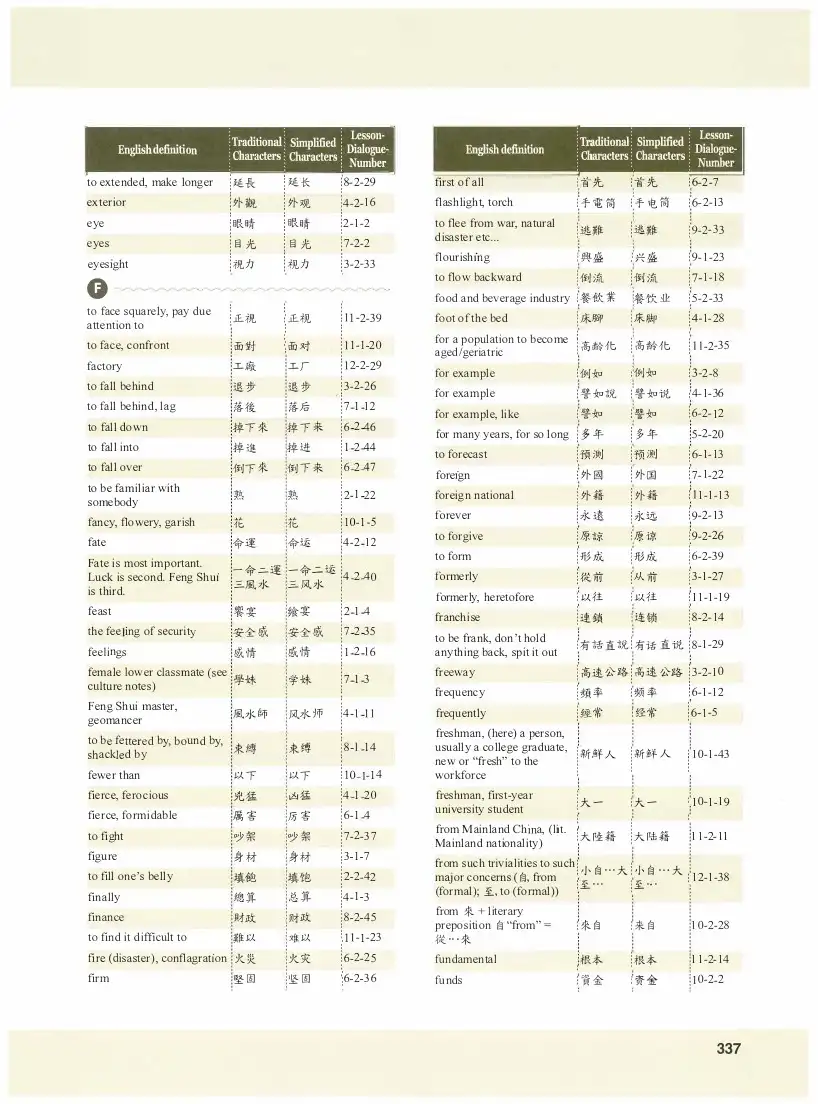 English definition Traditional Characters Simplified Characters Lesson-Dialogue-Number
to extended, make longer 延長 延长 8-2-29
exterior 外觀 外观 4-2-16
eye 眼睛 眼睛 2-1-2
eyes 目光 目光 7-2-2
eyesight 視力 视力 3-2-33
F
to face squarely, pay due
attention to 正視 正视 11-2-39
to face, confront 面對 面对 11-1-20
factory 工廠 工厂 12-2-29
to fall behind 退步 退步 3-2-26
to fall behind, lag 落後 落后 7-1-12
to fall down 掉下來 掉下来 6-2-46
to fall into 掉進 掉进 1-2-44
to fall over 倒下來 倒下来 6-2-47
to be familiar with
somebody 熟 熟 2-1-22
fancy, flowery, garish 花 花 10-1-5
fate 命運 命运 4-2-12
Fate is most important.
Luck is second. Feng Shui
is third. 一命二運三風水 一命二运三风水 4-2-40
feast 饗宴 飨宴 2-1-4
the feeling of security 安全感 安全感 7-2-35
feelings 感情 感情 1-2-16
female lower classmate (see
culture notes) 學妹 学妹 7-1-3
Feng Shui master,
geomancer 風水師 风水师 4-1-11
to be fettered by, bound by,
shackled by 束縛 束缚 8-1-14
fewer than 以下 以下 10-1-14
fierce, ferocious 兇猛 凶猛 4-1-20
fierce, formidable 厲害 厉害 6-1-4
to fight 吵架 吵架 7-2-37
figure 身材 身材 3-1-7
to fill one's belly 填飽 填饱 2-2-42
finally 總算 总算 4-1-3
finance 財政 财政 8-2-45
to find it difficult to 難以 难以 11-1-23
fire (disaster), conflagration 火災 火灾 6-2-25
firm 堅固 坚固 6-2-36
English definition Traditional Characters Simplified Characters Lesson-Dialogue-Number
first of all 首先 首先 6-2-7
flashlight, torch 手電筒 手电筒 6-2-13
to flee from war, natural
disaster etc... 逃難 逃難 9-2-33
flourishing 興盛 兴盛 9-1-23
to flow backward 倒流 倒流 7-1-18
food and beverage industry 餐飲業 餐饮业 5-2-33
foot of the bed 床腳 床脚 4-1-28
for a population to become
aged/geriatric 高齡化 高龄化 11-2-35
for example 例如 例如 3-2-8
for example 譬如說 譬如说 4-1-36
for example, like 譬如 譬如 6-2-12
for many years, for so long 多年 多年 5-2-20
to forecast 預測 预测 6-1-13
foreign 外國 外国 7-1-22
foreign national 外籍 外籍 11-1-13
forever 永遠 永远 9-2-13
to forgive 原諒 原谅 9-2-26
to form 形成 形成 6-2-39
formerly 從前 从前 3-1-27
formerly, heretofore 以往 以往 11-1-19
franchise 連鎖 连锁 8-2-14
to be frank, don't hold
anything back, spit it out 有話直說 有话直说 8-1-29
freeway 高速公路 高速公路 3-2-10
frequency 頻率 频率 6-1-12
frequently 經常 经常 6-1-5
freshman, (here) a person,
usually a college graduate,
new or "fresh" to the
workforce 新鮮人 新鲜人 10-1-43
freshman, first-year
university student 大一 大一 10-1-19
from Mainland China, (lit.
Mainland nationality) 大陸籍 大陆籍 11-2-11
from such trivialities to such
major concerns (自, from
(formal); 至, to (formal)) 小自⋯大至⋯ 小自⋯大至⋯ 12-1-38
from 來 + literary
preposition 自 "from" =
從⋯來 來自 来自 10-2-28
fundamental 根本 根本 11-2-14
funds 資金 资金 10-2-2
337